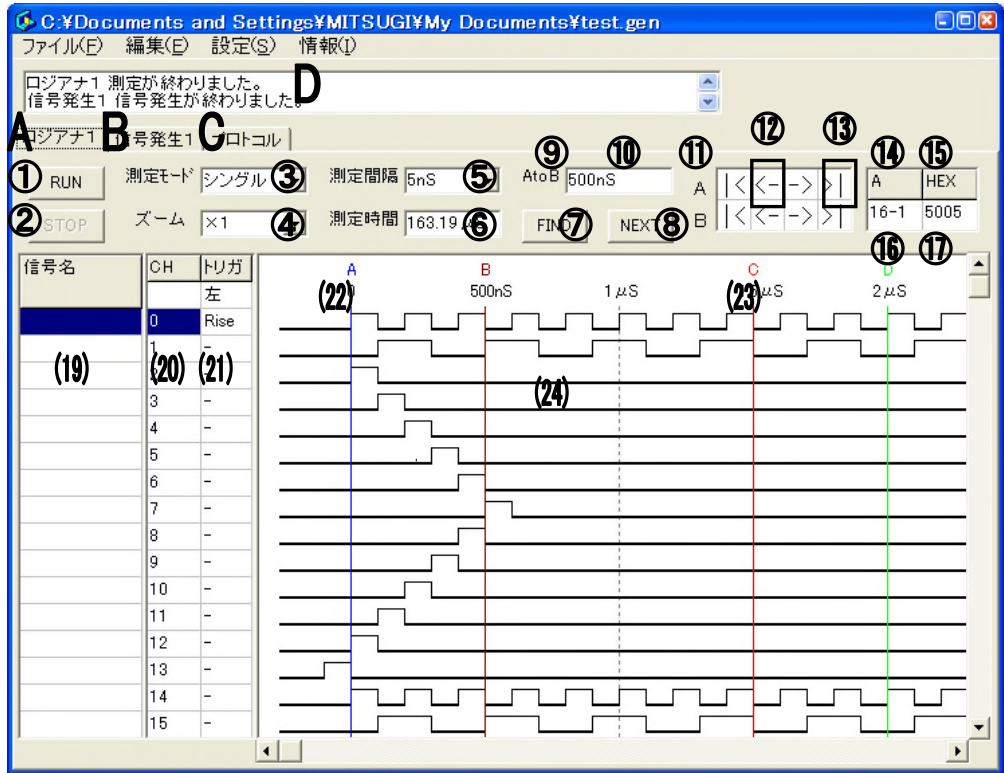 C:¥Documents and Settings¥MITSUGI¥My Documents¥test.gen
ファイル(F) 編集(E) 設定(S) 情報(I)
ロジアナ1 測定が終わりました。
信号発生1 信号発生が終わりました。
D
A B C
ロジアナ1 信号発生1 プロトコル
⑨ ⑩ ⑪ ⑫ ⑬ ⑭ ⑮
① RUN 測定モード シングル ③ 測定間隔 5nS ⑤ AtoB 500nS A |< <- -> >| A HEX
② STOP ズーム ×1 ④ 測定時間 163.19 ⑥ FIND ⑦ NEXT ⑧ B |< <- -> >| 16-1 5005
⑯ ⑰
信号名 CH トリガ A B C D
左 (22) 500nS 1μS (23) μS 2μS
0 Rise
1 -
(19) (20) (21)
(24)
3 -
4 -
5 -
6 -
7 -
8 -
9 -
10 -
11 -
12 -
13 -
14 -
15 -